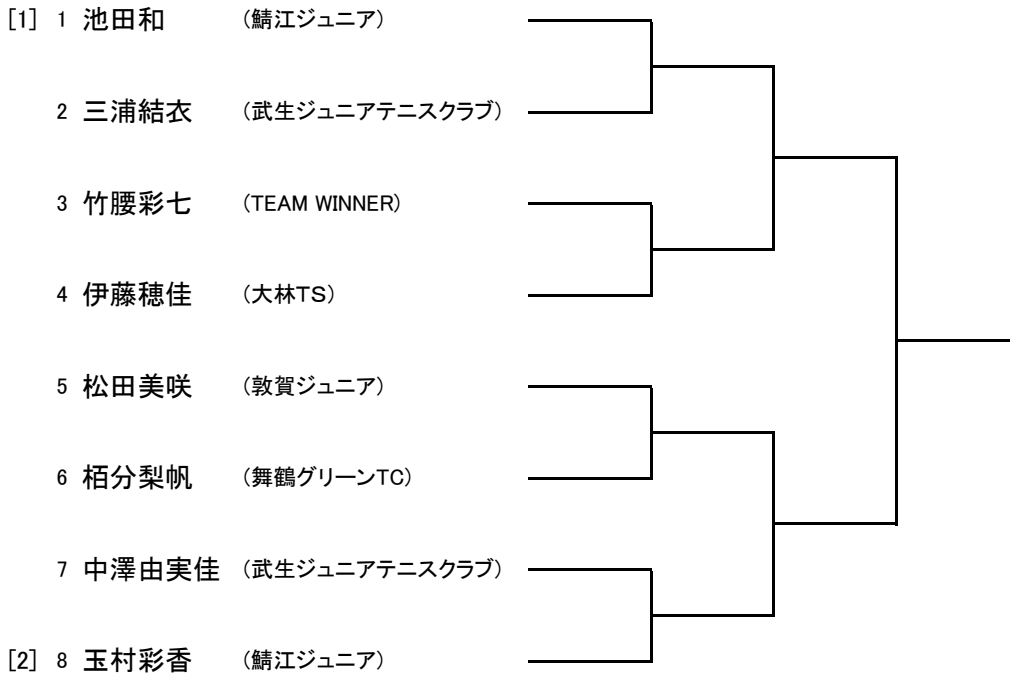 [1] 1 池田和 (鯖江ジュニア)
2 三浦結衣 (武生ジュニアテニスクラブ)
3 竹腰彩七 (TEAM WINNER)
4 伊藤穂佳 (大林TS)
5 松田美咲 (敦賀ジュニア)
6 栢分梨帆 (舞鶴グリーンTC)
7 中澤由実佳 (武生ジュニアテニスクラブ)
[2] 8 玉村彩香 (鯖江ジュニア)